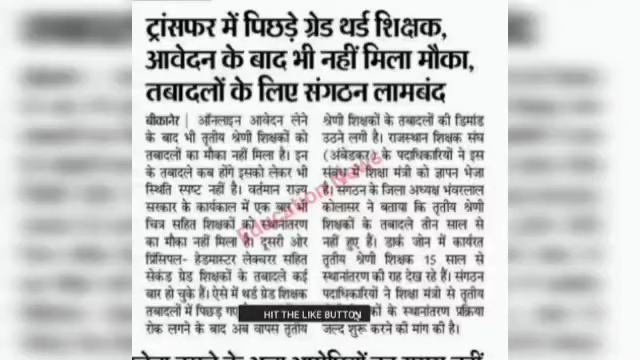 ट्रांसफर में पिछड़े ग्रेड थर्ड शिक्षक,
आवेदन के बाद भी नहीं मिला मौका,
तबादलों के लिए संगठन लामबंद
बीकानेर | ऑनलाइन आवेदन लेने
के बाद भी तृतीय श्रेणी शिक्षकों को
तबादलों का मौका नहीं मिला है। इन
के तबादले कब होंगे इसको लेकर भी
स्थिति स्पष्ट नहीं है। वर्तमान राज्य
सरकार के कार्यकाल में एक बार भी
चित्र सहित शिक्षकों को स्थानांतरण
का मौका नहीं मिला है। दूसरी ओर
प्रिंसिपल- हेडमास्टर लेक्चरर सहित
सेकंड ग्रेड शिक्षकों के तबादले कई
बार हो चुके हैं। ऐसे में थर्ड ग्रेड शिक्षक
तबादलों में पिछड़ गए
रोक लगने के बाद अब वापस तृतीय
श्रेणी शिक्षकों के तबादलों की डिमांड
उठने लगी है। राजस्थान शिक्षक संघ
(अंबेडकर) के पदाधिकारियों ने इस
संबंध में शिक्षा मंत्री को ज्ञापन भेजा
है। संगठन के जिला अध्यक्ष भंवरलाल
कोलासर ने बताया कि तृतीय श्रेणी
शिक्षकों के तबादले तीन साल से
नहीं हुए हैं। डार्क जोन में कार्यरत
तृतीय श्रेणी शिक्षक 15 साल से
स्थानांतरण की राह देख रहे हैं। संगठन
पदाधिकारियों ने शिक्षा मंत्री से तृतीय
के स्थानांतरण प्रक्रिया
जल्द शुरू करने की मांग की है।
Education News
HIT THE LIKE BUTTON